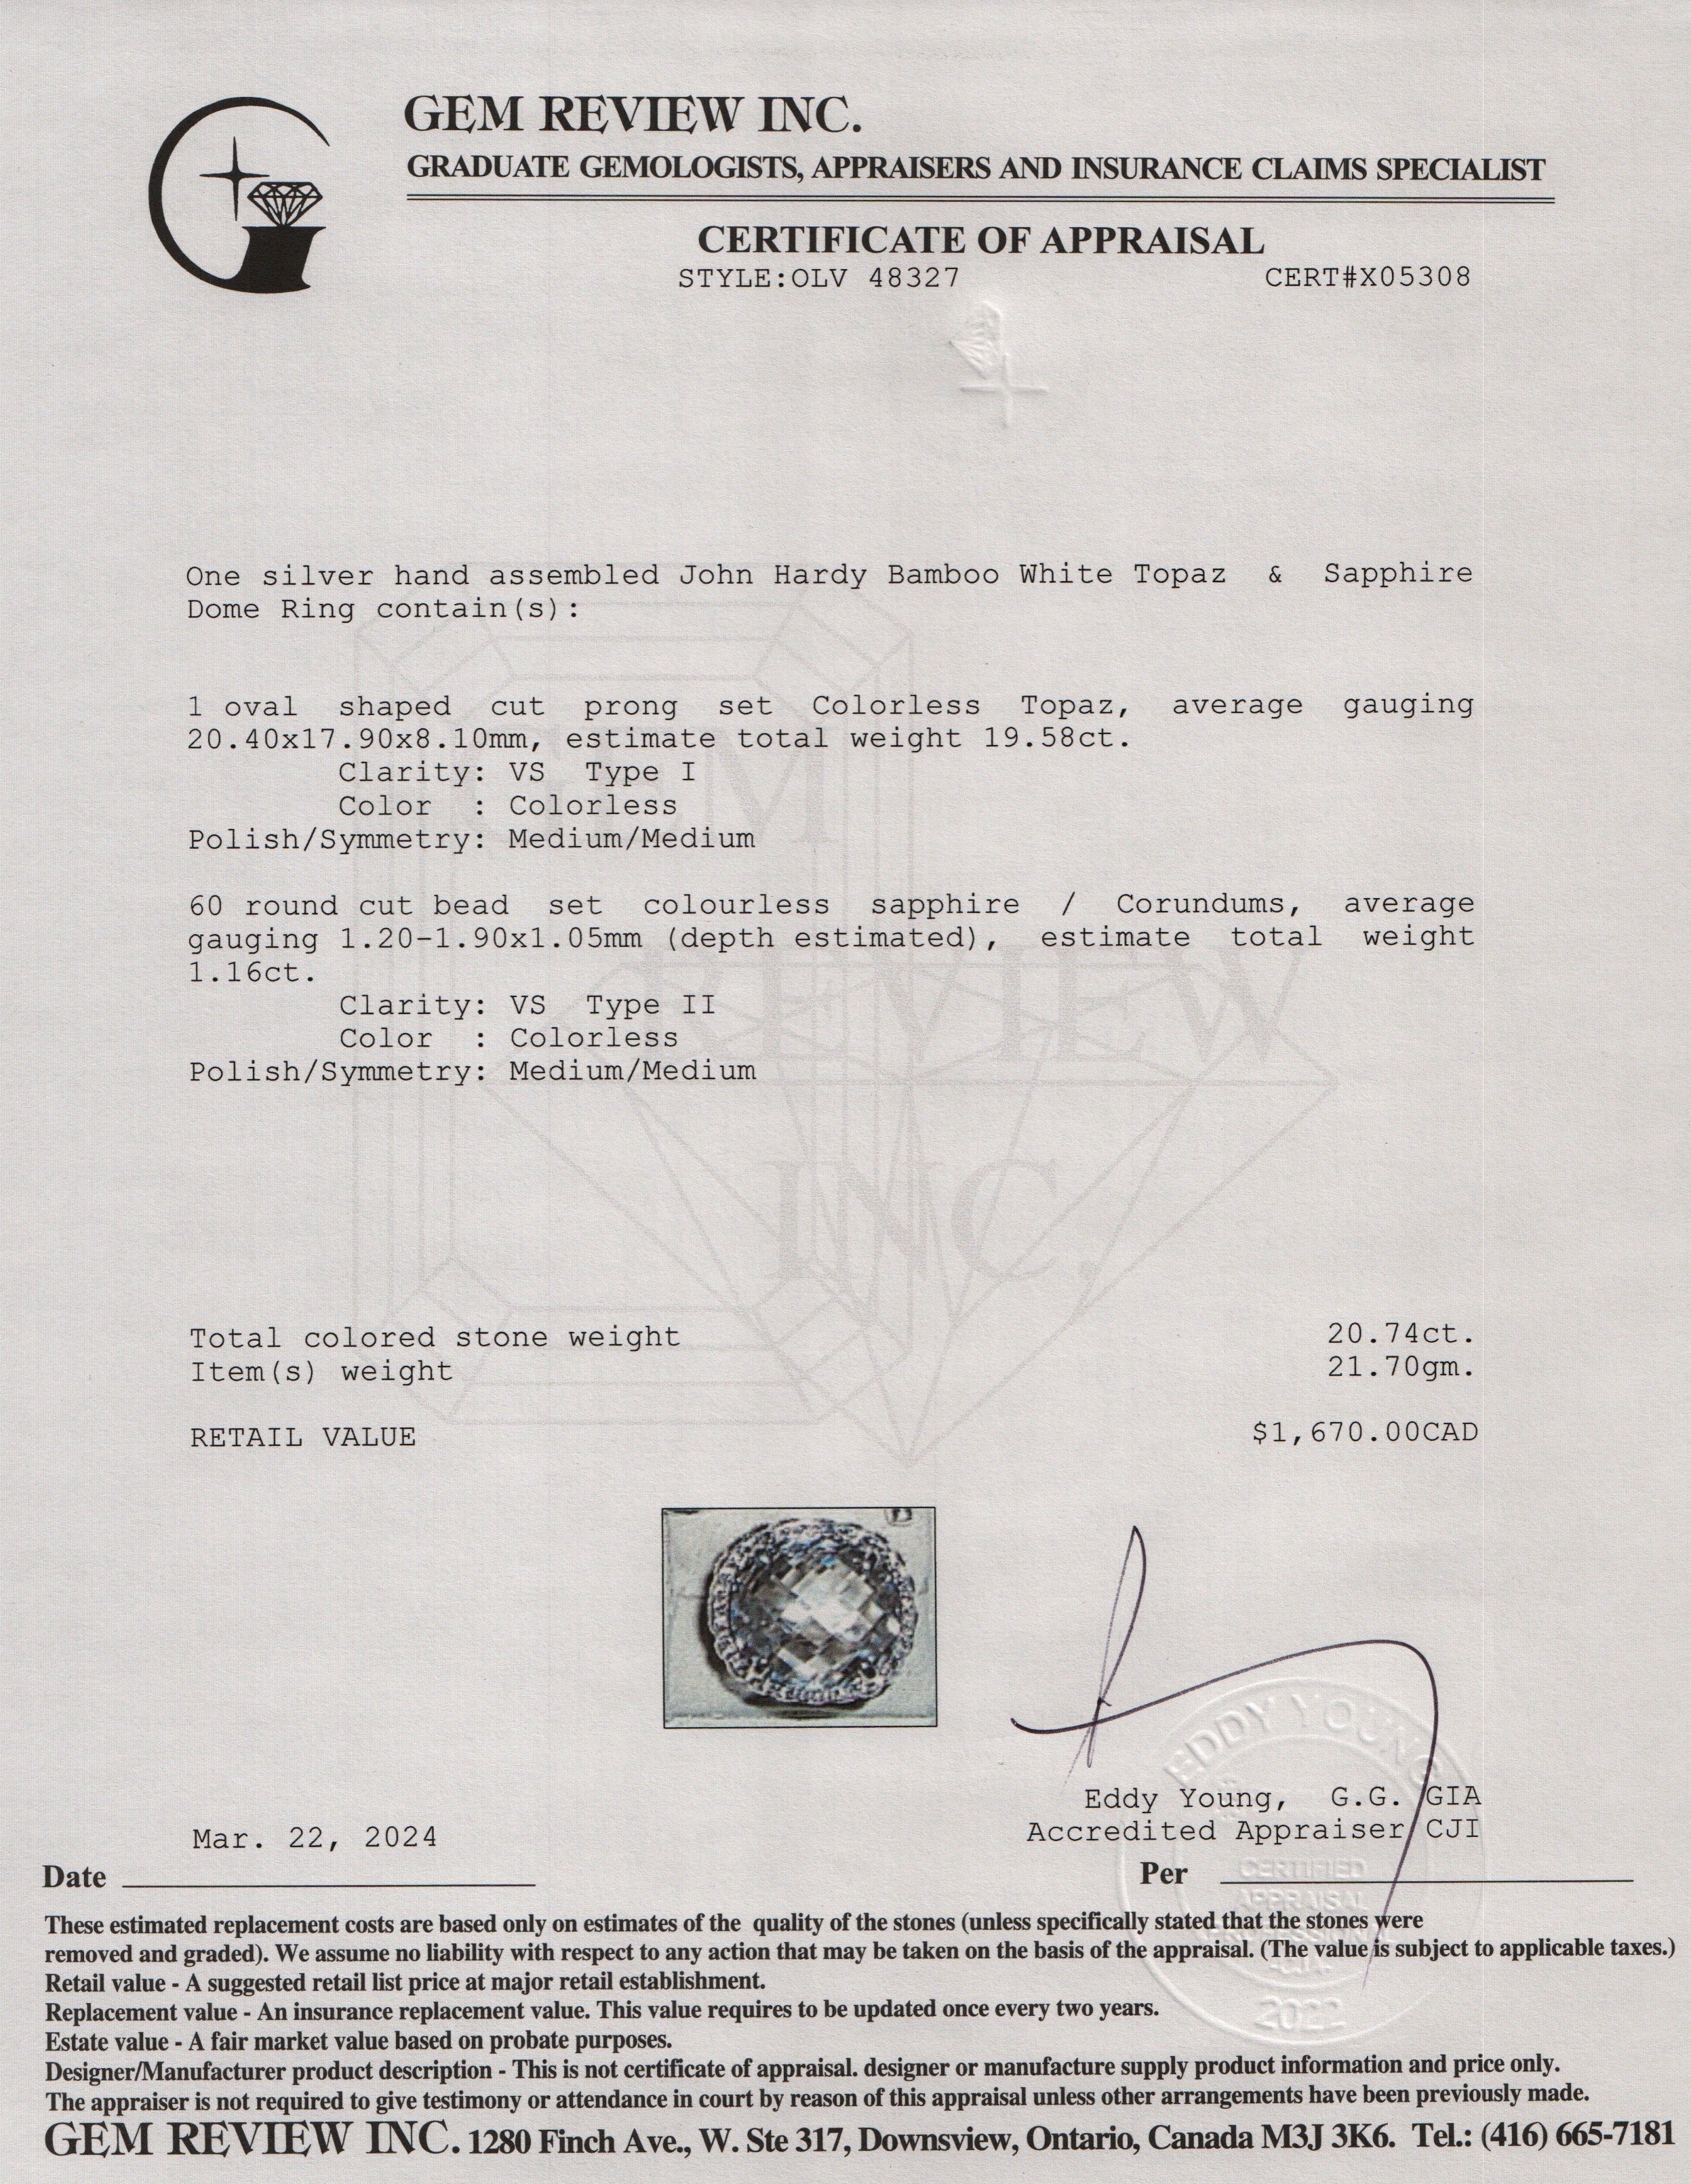 GEM REVIEW INC.
GRADUATE GEMOLOGISTS, APPRAISERS AND INSURANCE CLAIMS SPECIALIST
CERTIFICATE OF APPRAISAL
STYLE:OLV 48327 CERT#X05308
One silver hand assembled John Hardy Bamboo White Topaz & Sapphire
Dome Ring contain(s):
1 oval shaped cut prong set Colorless Topaz, average gauging
20.40x17.90x8.10mm, estimate total weight 19.58ct.
Clarity: VS Type I
Color : Colorless
Polish/Symmetry: Medium/Medium
60 round cut bead set colourless sapphire / Corundums, average
gauging 1.20-1.90x1.05mm (depth estimated), estimate total weight
1.16ct.
Clarity: VS Type II
Color : Colorless
Polish/Symmetry: Medium/Medium
GEM
REVIEW
INC.
Total colored stone weight 20.74ct.
Item(s) weight 21.70gm.
RETAIL VALUE $1,670.00CAD
EDDY YOUNG
Eddy Young, G.G. GIA
Accredited Appraiser CJI
Mar. 22, 2024
Date Per
CERTIFIED
APPRAISAL
PROFESSIONAL
2022
These estimated replacement costs are based only on estimates of the quality of the stones (unless specifically stated that the stones were
removed and graded). We assume no liability with respect to any action that may be taken on the basis of the appraisal. (The value is subject to applicable taxes.)
Retail value - A suggested retail list price at major retail establishment.
Replacement value - An insurance replacement value. This value requires to be updated once every two years.
Estate value - A fair market value based on probate purposes.
Designer/Manufacturer product description - This is not certificate of appraisal. designer or manufacture supply product information and price only.
The appraiser is not required to give testimony or attendance in court by reason of this appraisal unless other arrangements have been previously made.
GEM REVIEW INC. 1280 Finch Ave., W. Ste 317, Downsview, Ontario, Canada M3J 3K6. Tel.: (416) 665-7181